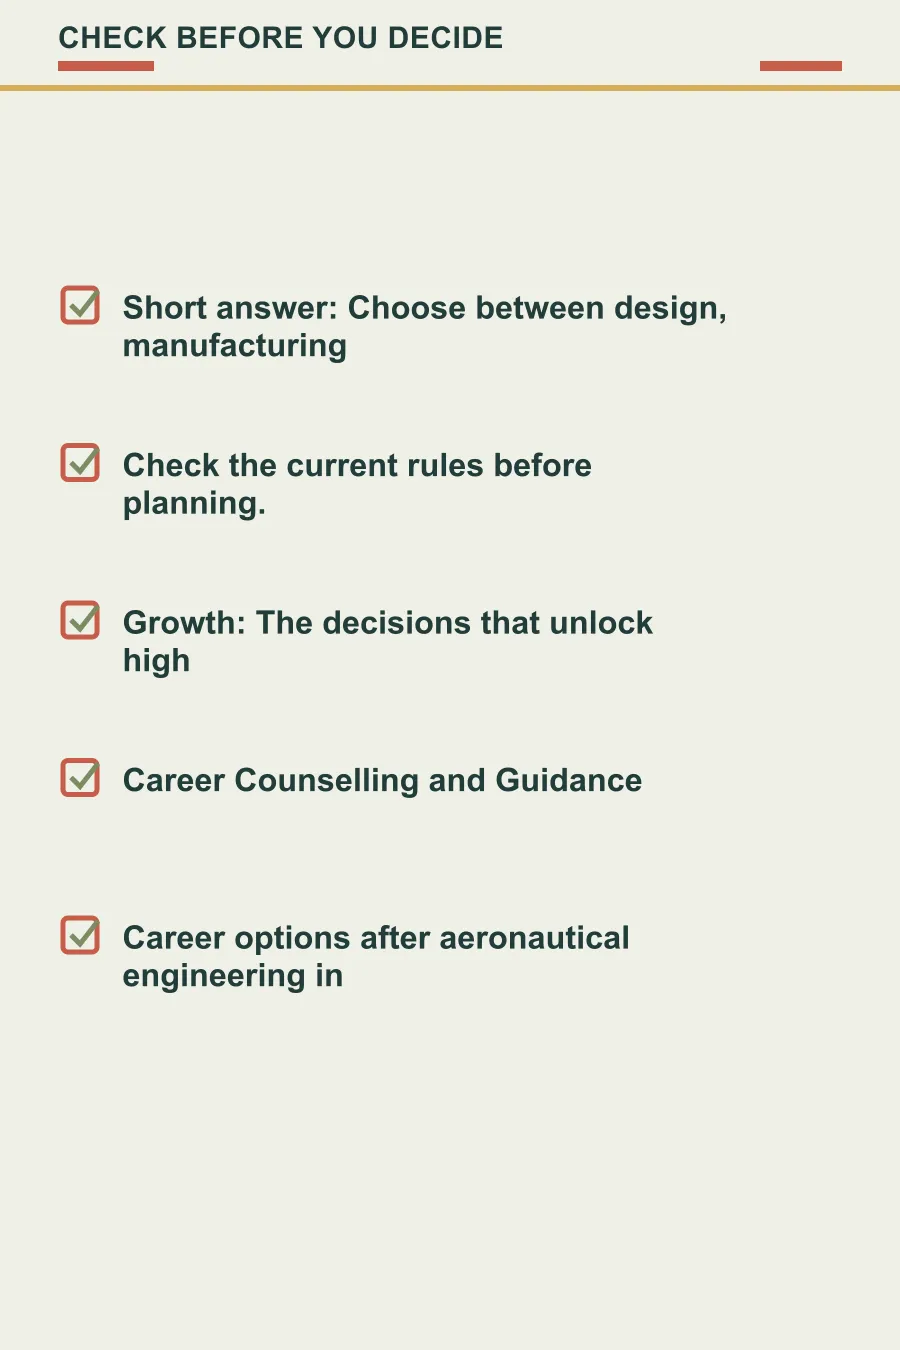 CHECK BEFORE YOU DECIDE
Short answer: Choose between design,
manufacturing
Check the current rules before
planning.
Growth: The decisions that unlock
high
Career Counselling and Guidance
Career options after aeronautical
engineering in